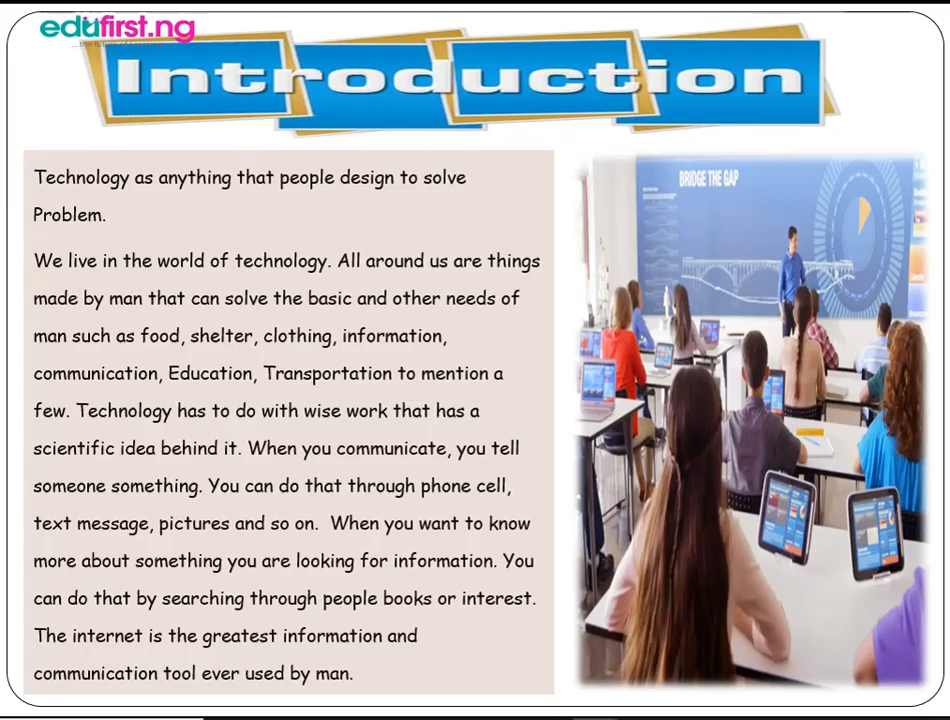 edufirst.ng
Introduction
Technology as anything that people design to solve
Problem.
We live in the world of technology. All around us are things
made by man that can solve the basic and other needs of
man such as food, shelter, clothing, information,
communication, Education, Transportation to mention a
few. Technology has to do with wise work that has a
scientific idea behind it. When you communicate, you tell
someone something. You can do that through phone cell,
text message, pictures and so on.  When you want to know
more about something you are looking for information. You
can do that by searching through people books or interest.
The internet is the greatest information and
communication tool ever used by man.
BRIDGE THE GAP